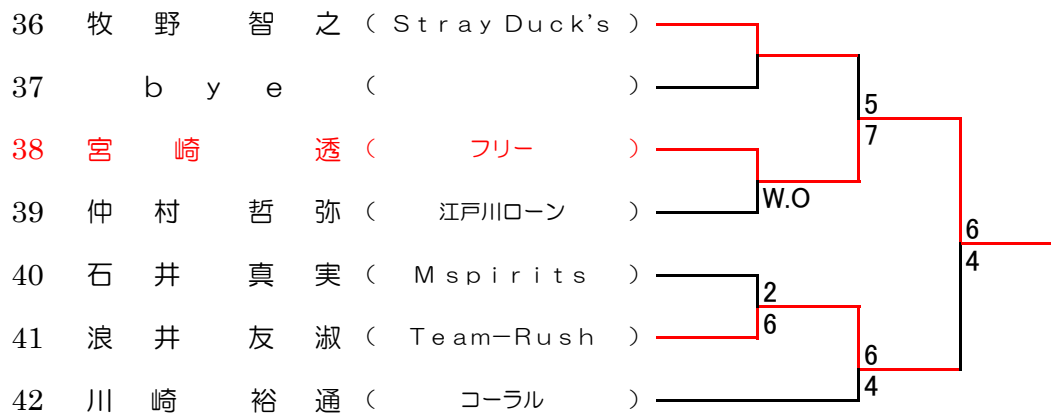 36 牧野 智之 ( Stray Duck's )
37 bye ( )
5
38 宮崎 透 ( フリー ) 7
39 仲村 哲弥 ( 江戸川ローン ) W.O
6
40 石井 真実 ( Mspirits ) 4
2
41 浪井 友淑 ( Team-Rush ) 6
6
42 川崎 裕通 ( コーラル ) 4